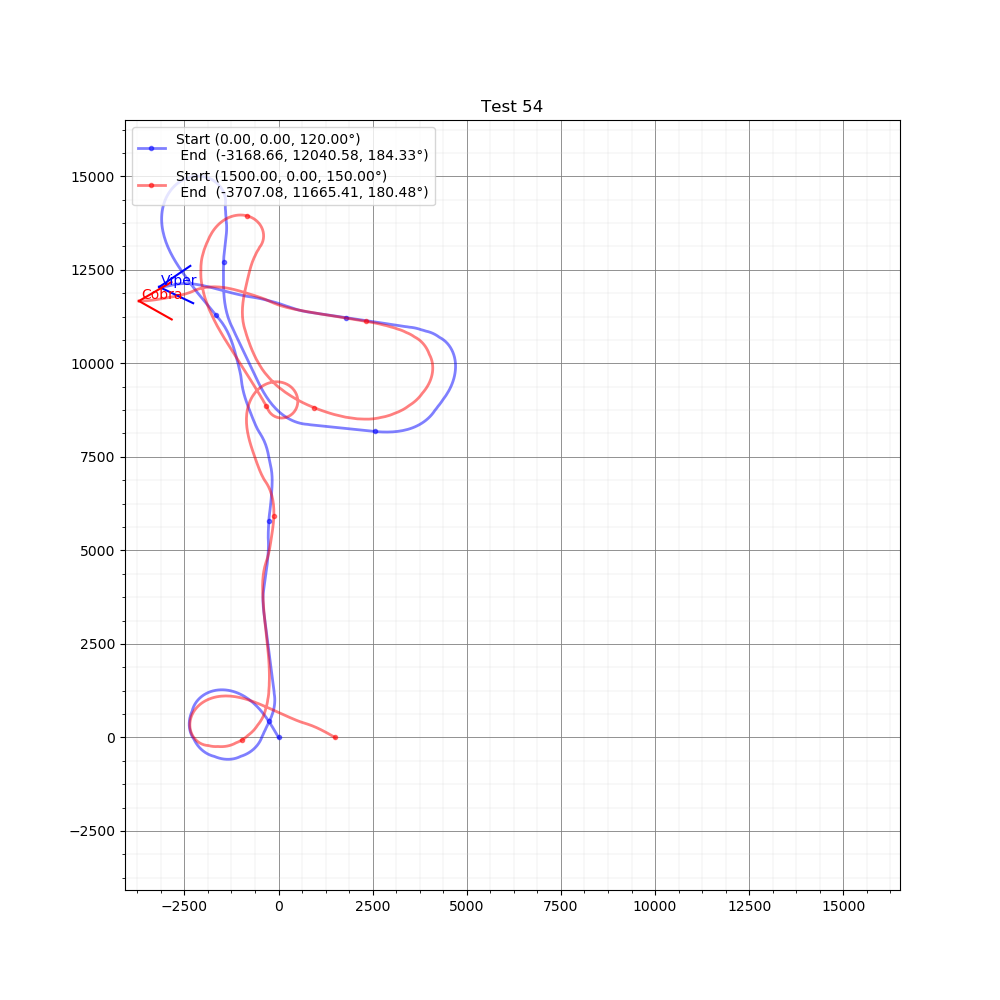 Test 54
Start (0.00, 0.00, 120.00°)
End (-3168.66, 12040.58, 184.33°)
Start (1500.00, 0.00, 150.00°)
End (-3707.08, 11665.41, 180.48°)
15000
12500
Viper
Cobra
10000
7500
5000
2500
0
−2500
−2500 0 2500 5000 7500 10000 12500 15000